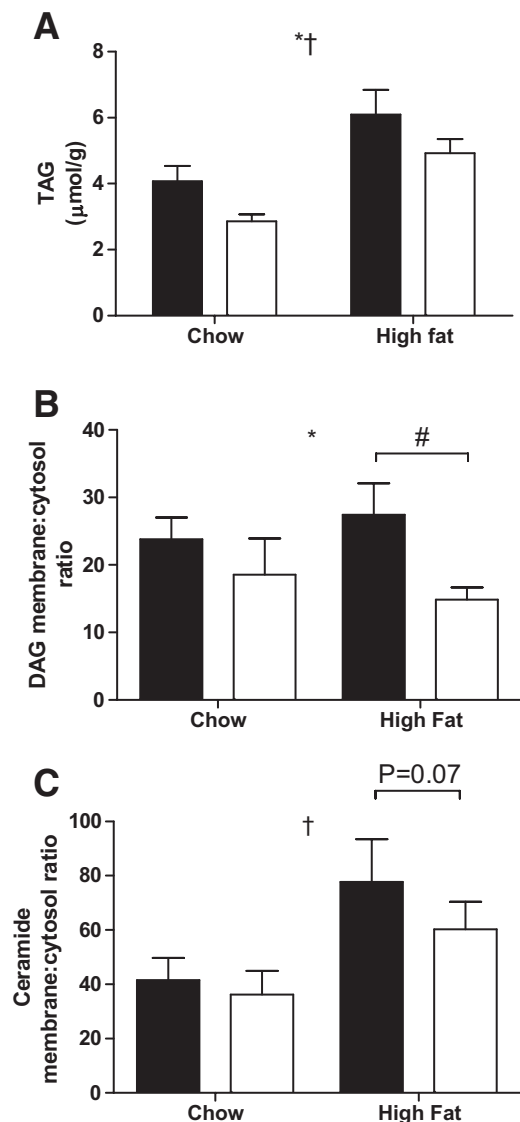 A
*†
8
6
4
2
0
TAG
(μmol/g)
Chow High fat
B
*
#
40
30
20
10
0
DAG membrane:cytosol
ratio
Chow High Fat
C
P=0.07
†
100
80
60
40
20
0
Ceramide
membrane:cytosol ratio
Chow High Fat